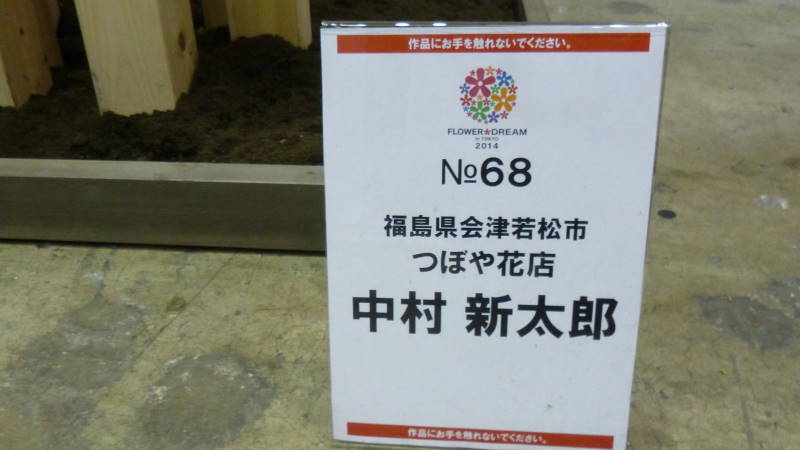 作品にお手を触れないでください。
FLOWER★DREAM
in TOKYO
2014
№68
福島県会津若松市
つぼや花店
中村 新太郎
作品にお手を触れないでください。